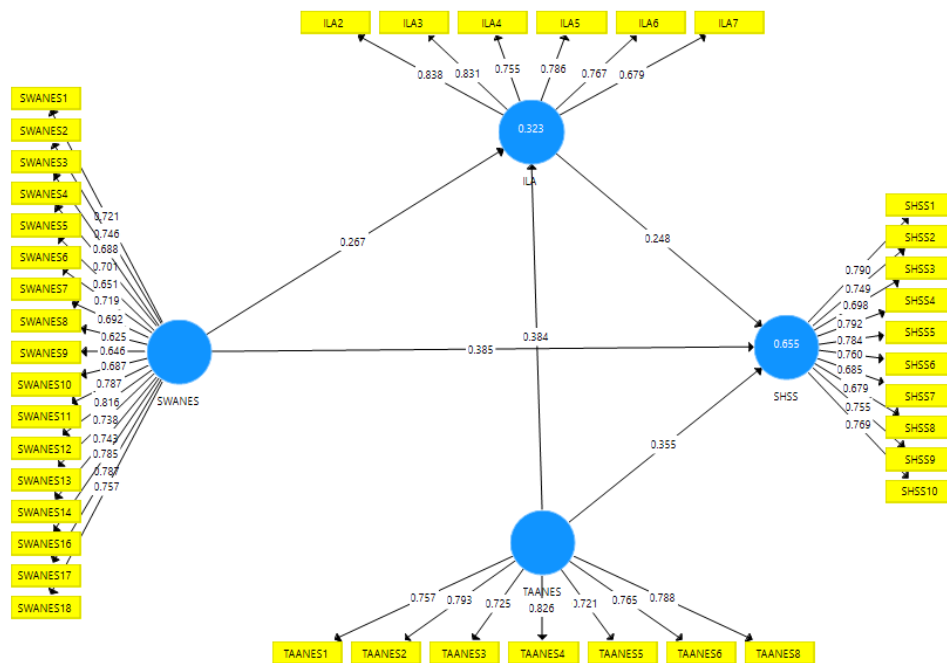 ILA2 ILA3 ILA4 ILA5 ILA6 ILA7
0.838 0.831 0.755 0.786 0.767 0.679
0.323
ILA
SWANES1
SWANES2
SWANES3
SWANES4
SWANES5
SWANES6
SWANES7
SWANES8
SWANES9
SWANES10
SWANES11
SWANES12
SWANES13
SWANES14
SWANES16
SWANES17
SWANES18
0.721
0.746
0.688
0.701
0.651
0.719
0.692
0.625
0.646
0.687
0.787
0.816
0.738
0.743
0.785
0.787
0.757
SWANES
0.267
0.248
0.384
0.385
0.355
0.655
SHSS
0.790
0.749
0.698
0.792
0.784
0.760
0.685
0.679
0.755
0.769
SHSS1
SHSS2
SHSS3
SHSS4
SHSS5
SHSS6
SHSS7
SHSS8
SHSS9
SHSS10
TAANES
0.757 0.793 0.725 0.826 0.721 0.765 0.788
TAANES1 TAANES2 TAANES3 TAANES4 TAANES5 TAANES6 TAANES8